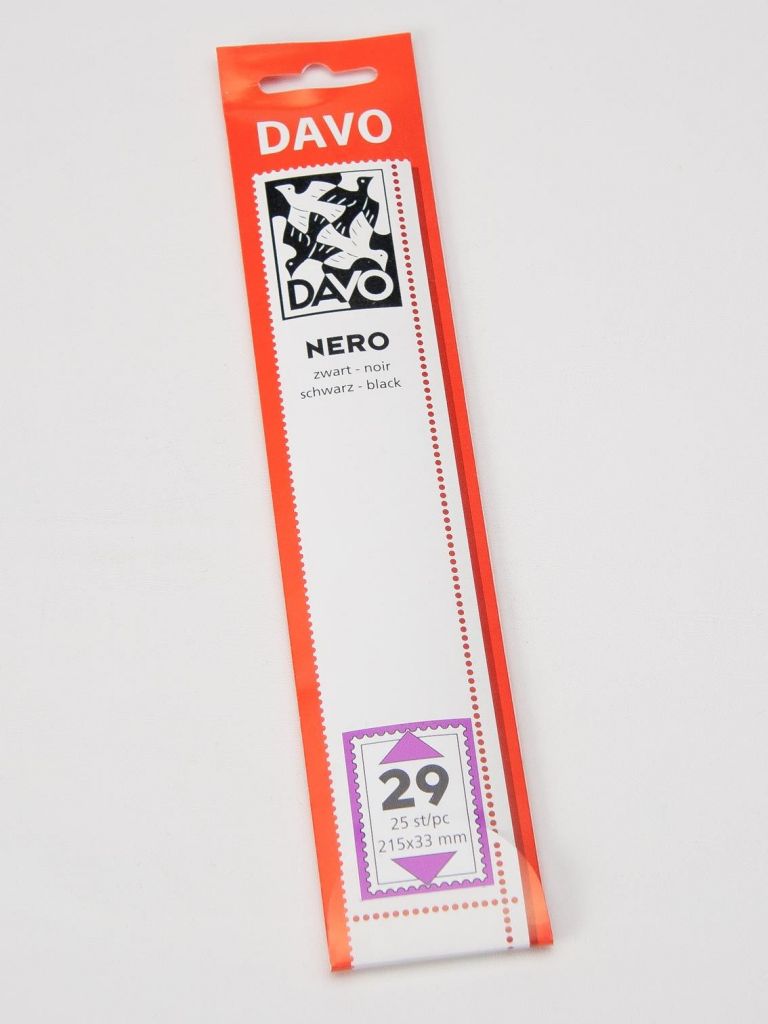 DAVO
DAVO
NERO
zwart - noir
schwarz - black
29
25 st/pc
215x33 mm